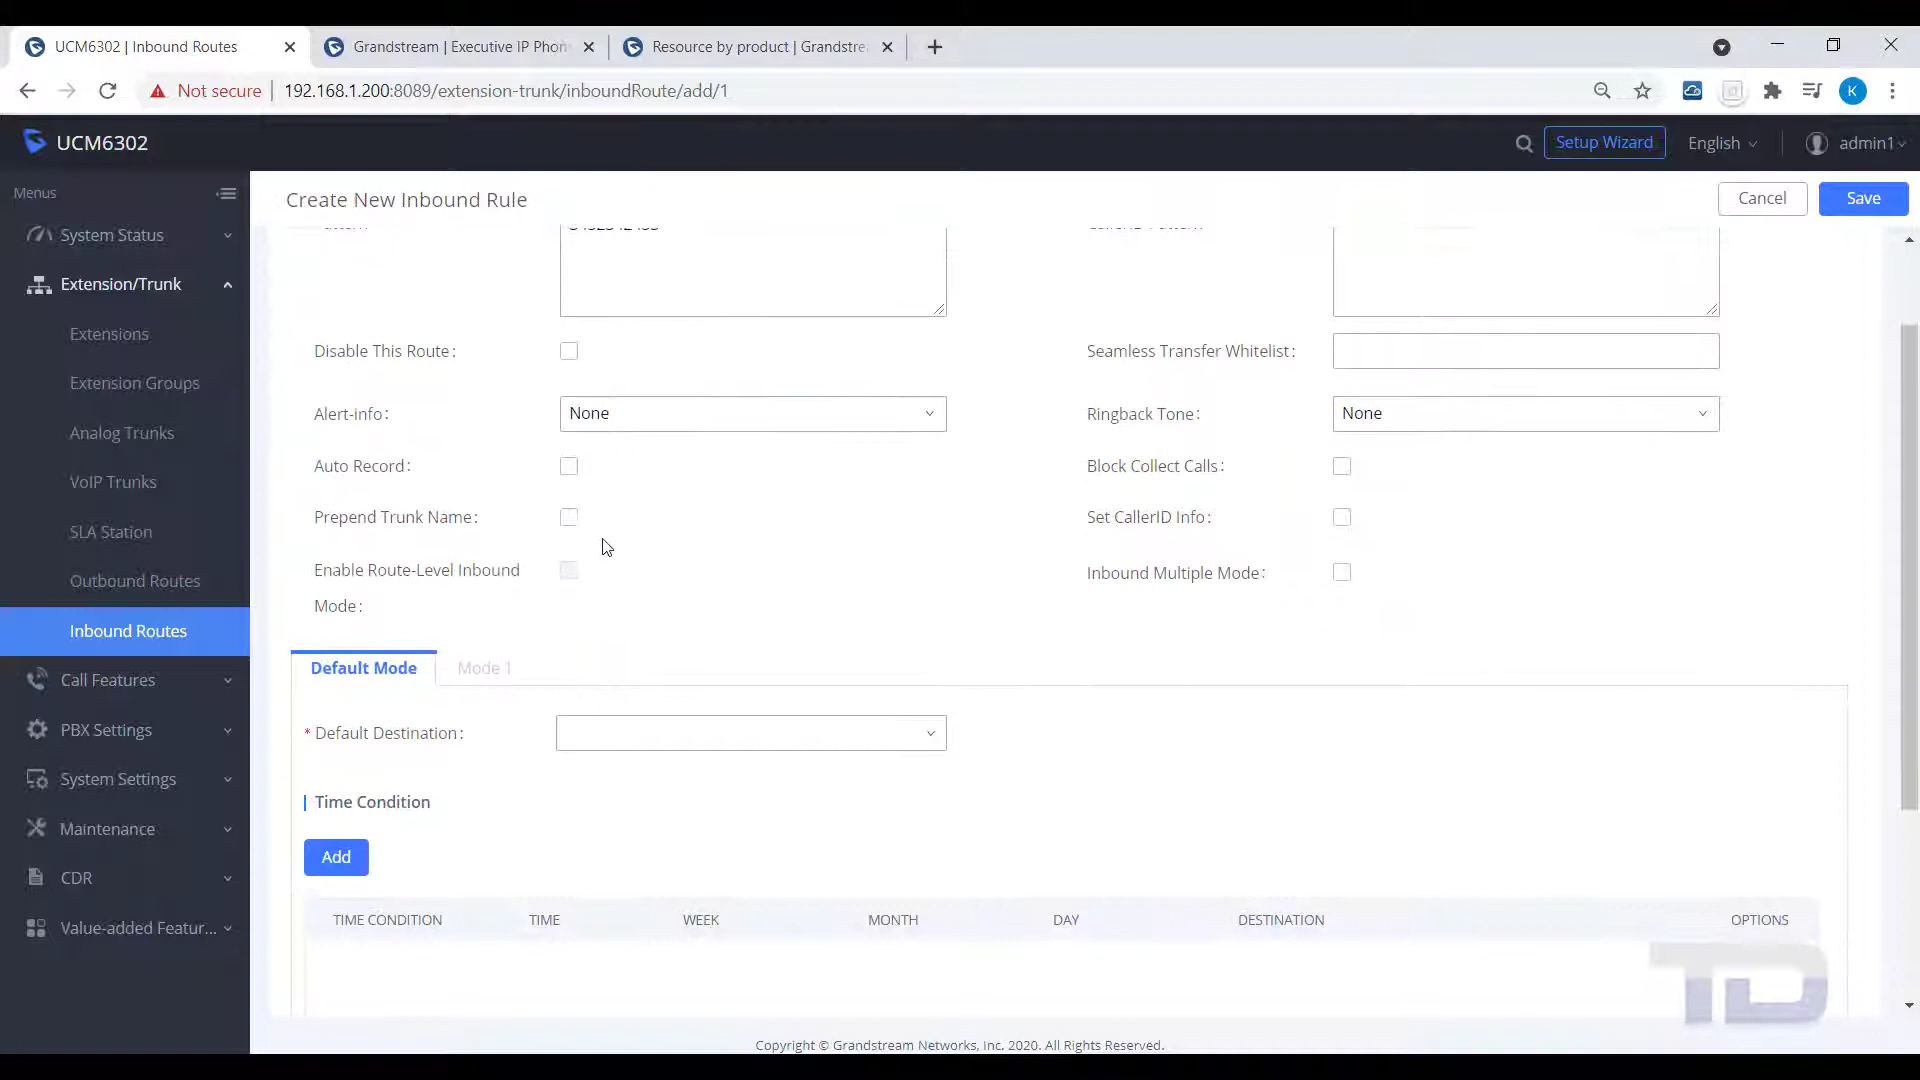 UCM6302 | Inbound Routes
Grandstream | Executive IP Phon
Resource by product | Grandstre
Not secure
192.168.1.200:8089/extension-trunk/inboundRoute/add/1
K
UCM6302
Setup Wizard
English
admin1
Menus
System Status
Extension/Trunk
Extensions
Extension Groups
Analog Trunks
VoIP Trunks
SLA Station
Outbound Routes
Inbound Routes
Call Features
PBX Settings
System Settings
Maintenance
CDR
Value-added Featur...
Create New Inbound Rule
Cancel
Save
Disable This Route:
Seamless Transfer Whitelist:
Alert-info:
None
Ringback Tone:
None
Auto Record:
Block Collect Calls:
Prepend Trunk Name:
Set CallerID Info:
Enable Route-Level Inbound
Mode:
Inbound Multiple Mode:
Default Mode
Mode 1
* Default Destination:
Time Condition
Add
TIME CONDITION
TIME
WEEK
MONTH
DAY
DESTINATION
OPTIONS
TD
Copyright © Grandstream Networks, Inc. 2020. All Rights Reserved.